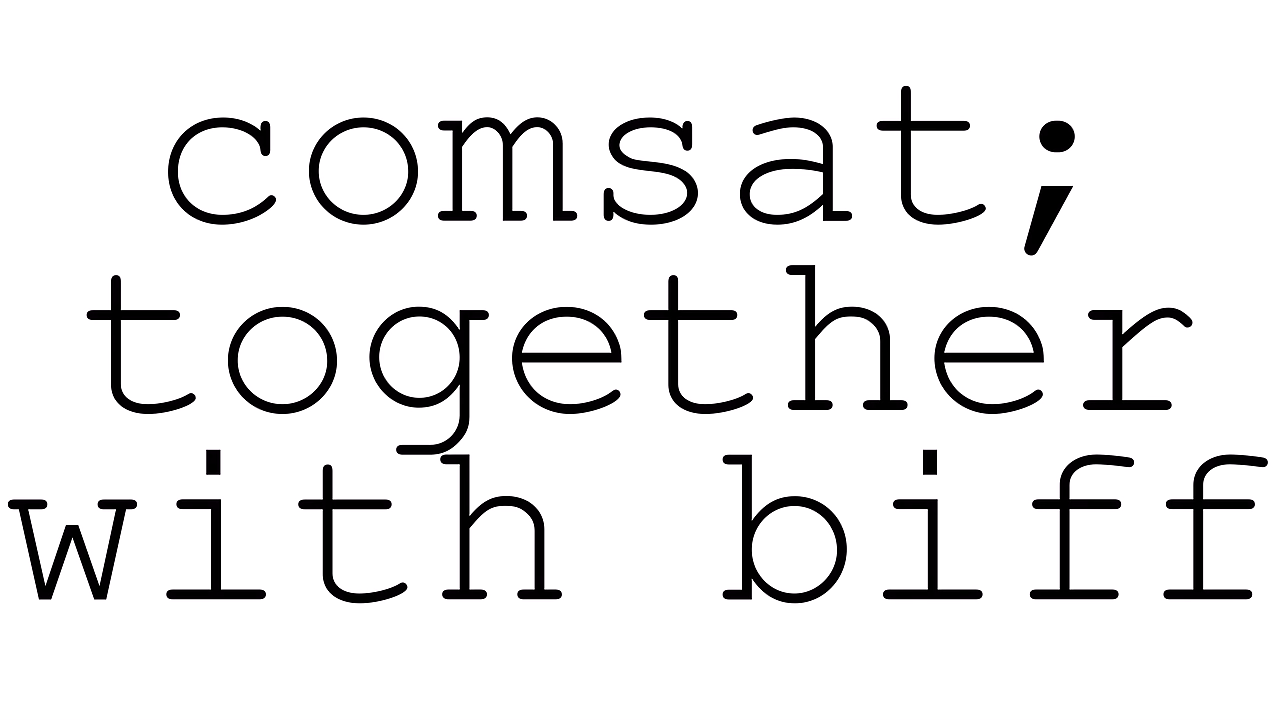 comsat;
together
with biff